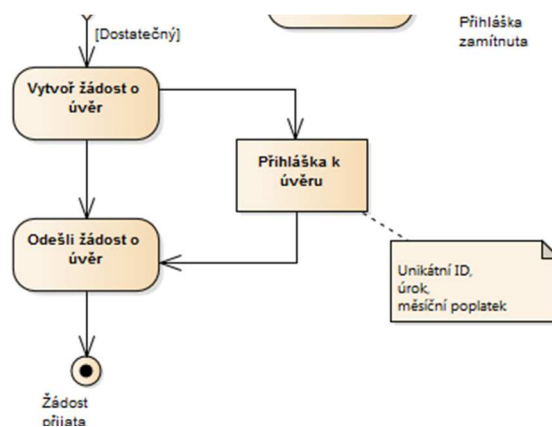 [Dostatečný]
Přihláška
zamítnuta
Vytvoř žádost o
úvěr
Přihláška k
úvěru
Odešli žádost o
úvěr
Unikátní ID,
úrok,
měsíční poplatek
Žádost
přijata